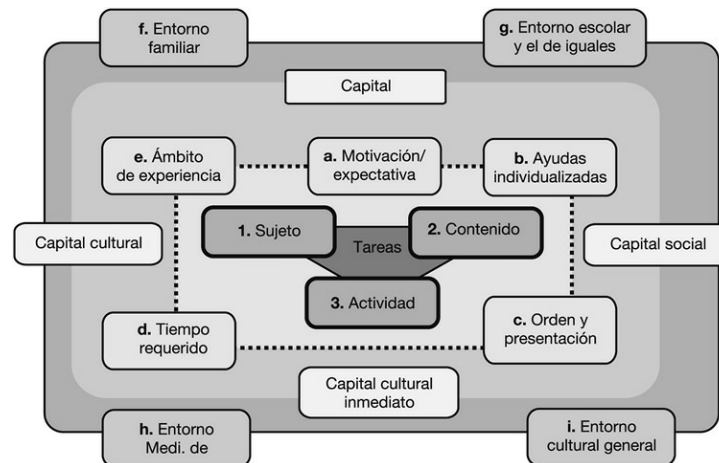 f. Entorno
familiar
g. Entorno escolar
y el de iguales
Capital
e. Ámbito
de experiencia
a. Motivación/
expectativa
b. Ayudas
individualizadas
1. Sujeto
2. Contenido
Tareas
Capital cultural
Capital social
3. Actividad
d. Tiempo
requerido
c. Orden y
presentación
Capital cultural
inmediato
h. Entorno
Medi. de
i. Entorno
cultural general